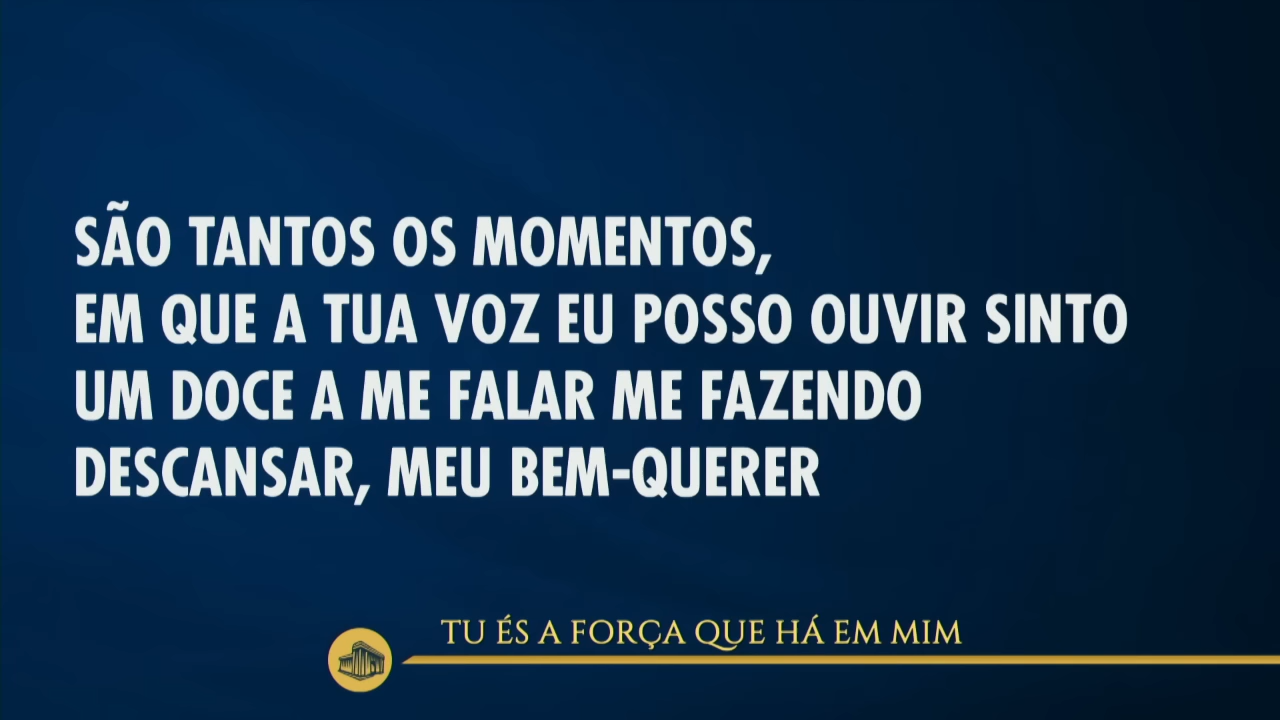 SÃO TANTOS OS MOMENTOS,
EM QUE A TUA VOZ EU POSSO OUVIR SINTO
UM DOCE A ME FALAR ME FAZENDO
DESCANSAR, MEU BEM-QUERER
TU ÉS A FORÇA QUE HÁ EM MIM